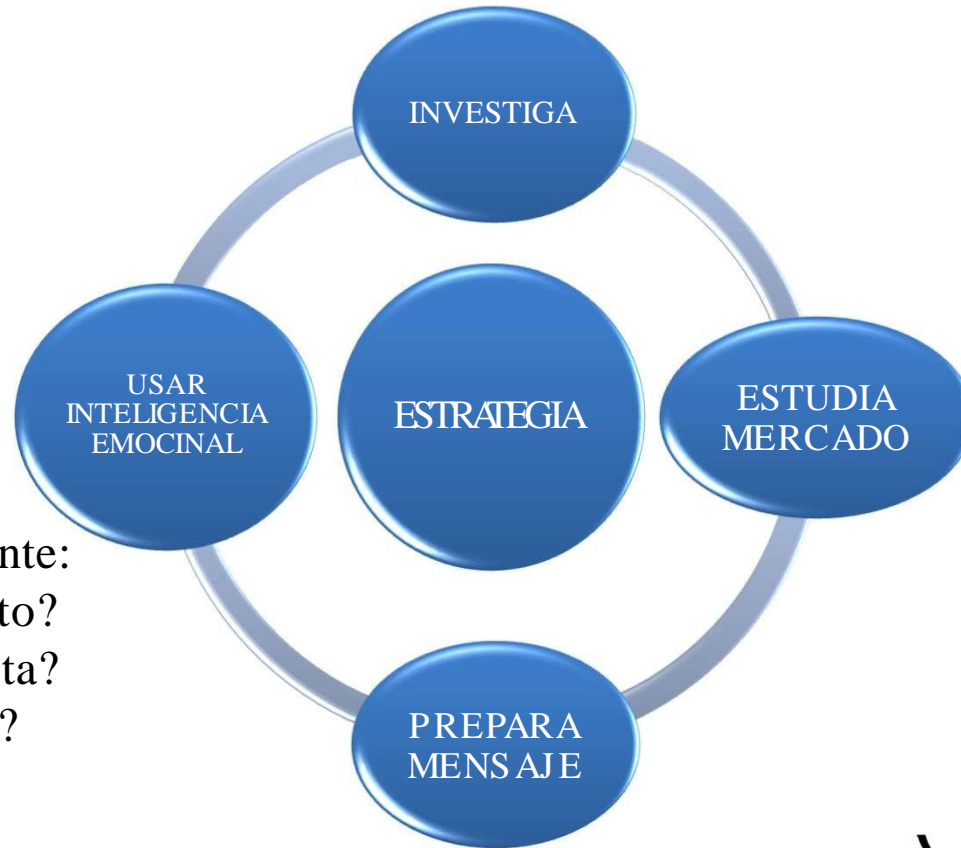 INVESTIGA
USAR
INTELIGENCIA
EMOCINAL
ESTRATEGIA
ESTUDIA
MERCADO
nte:
to?
ta?
?
PREPARA
MENSAJE